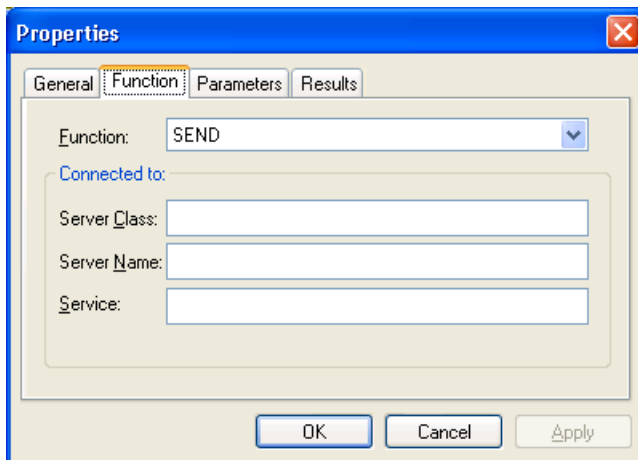 Properties
General Function Parameters Results
Function: SEND
Connected to:
Server Class:
Server Name:
Service:
OK Cancel Apply